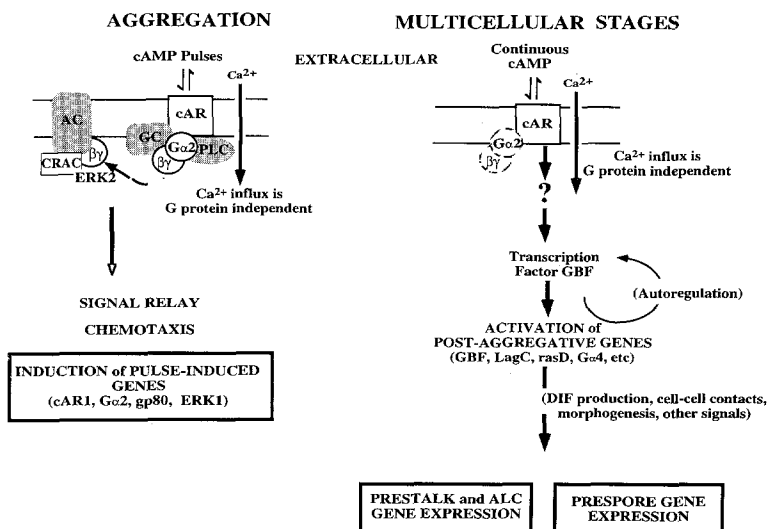 AGGREGATION
cAMP Pulses
Ca²⁺
cAR
AC
GC
Gα2
PLC
βγ
βγ
CRAC
ERK2
Ca²⁺ influx is
G protein independent
SIGNAL RELAY
CHEMOTAXIS
INDUCTION of PULSE-INDUCED
GENES
(cAR1, Gα2, gp80, ERK1)
EXTRACELLULAR
MULTICELLULAR STAGES
Continuous
cAMP
Ca²⁺
cAR
Gα2
βγ
Ca²⁺ influx is
G protein independent
?
Transcription
Factor GBF
(Autoregulation)
ACTIVATION of
POST-AGGREGATIVE GENES
(GBF, LagC, rasD, Gα4, etc)
(DIF production, cell-cell contacts,
morphogenesis, other signals)
PRESTALK and ALC
GENE EXPRESSION
PRESPORE GENE
EXPRESSION